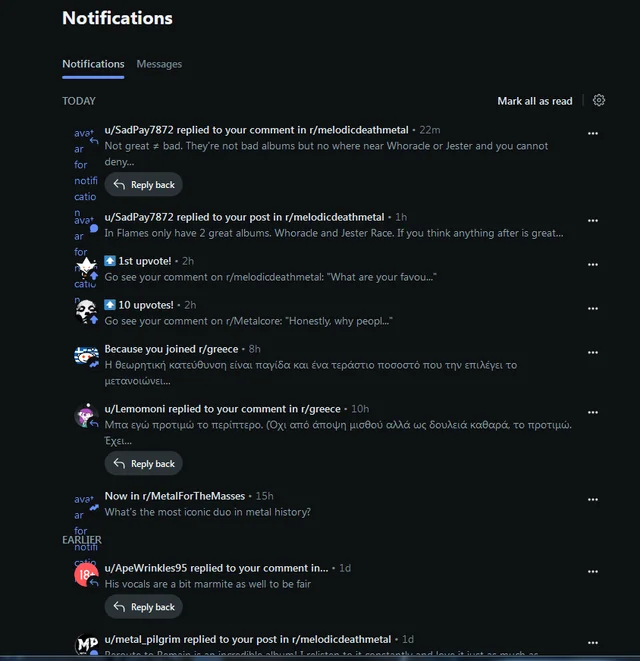 Notifications
Notifications
Messages
TODAY
Mark all as read
avat
ar
for
notifi
catio
n
u/SadPay7872 replied to your comment in r/melodicdeathmetal • 22m
Not great ≠ bad. They're not bad albums but no where near Whoracle or Jester and you cannot
deny...
Reply back
avat
ar
for
notifi
catio
u/SadPay7872 replied to your post in r/melodicdeathmetal • 1h
In Flames only have 2 great albums. Whoracle and Jester Race. If you think anything after is great...
1st upvote! • 2h
Go see your comment on r/melodicdeathmetal: "What are your favou..."
10 upvotes! • 2h
Go see your comment on r/Metalcore: "Honestly, why peopl..."
Because you joined r/greece • 8h
Η θεωρητική κατεύθυνση είναι παγίδα και ένα τεράστιο ποσοστό που την επιλέγει το
μετανοιώνει...
u/Lemomoni replied to your comment in r/greece • 10h
Μπα εγώ προτιμώ το περίπτερο. (Όχι από άποψη μισθού αλλά ως δουλειά καθαρά, το προτιμώ.
Έχει...
Reply back
avat
ar
for
notifi
catio
Now in r/MetalForTheMasses • 15h
What's the most iconic duo in metal history?
EARLIER
18+
u/ApeWrinkles95 replied to your comment in... • 1d
His vocals are a bit marmite as well to be fair
Reply back
MP
u/metal_pilgrim replied to your post in r/melodicdeathmetal • 1d
Reroute to Remain is an incredible album! I relisten to it constantly and love it just as much as